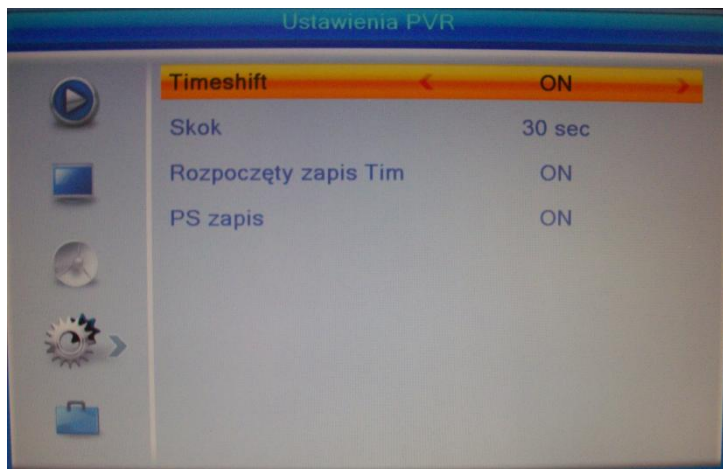 Ustawienia PVR
Timeshift ON
Skok 30 sec
Rozpoczęty zapis Tim ON
PS zapis ON